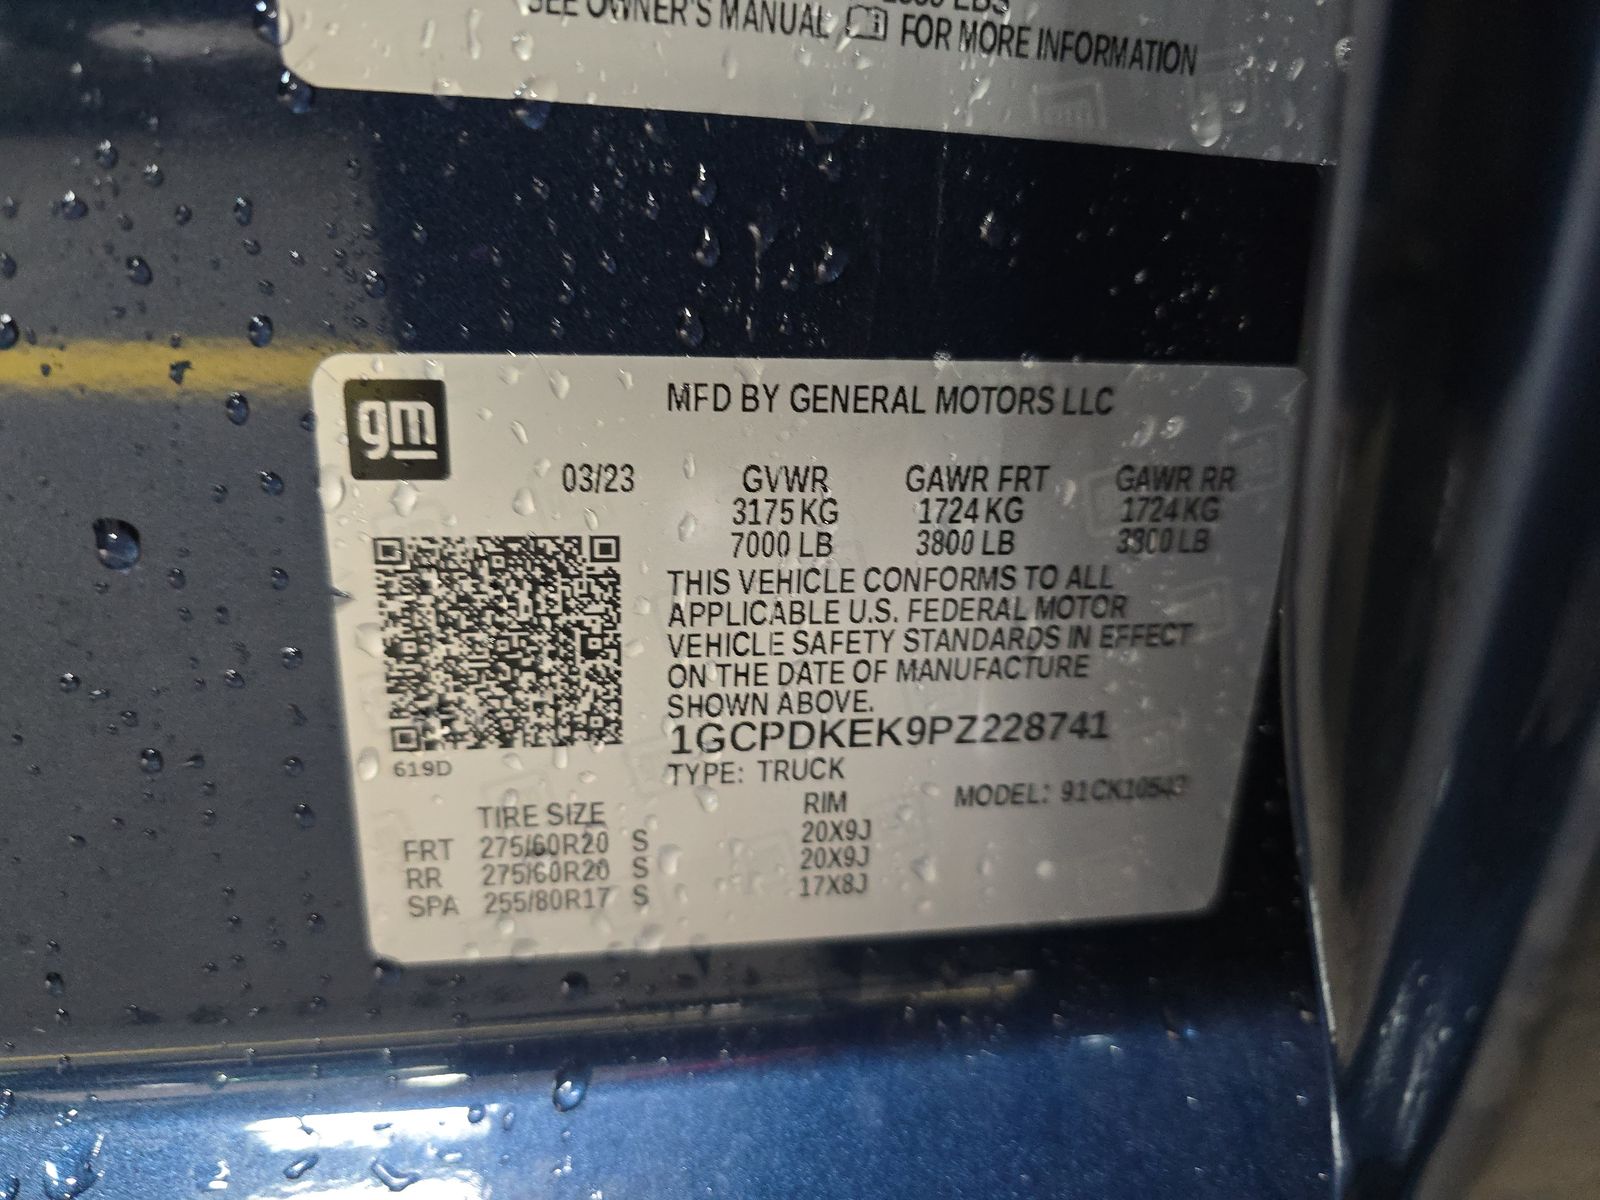 SEE OWNER'S MANUAL FOR MORE INFORMATION
gm
MFD BY GENERAL MOTORS LLC
03/23 GVWR GAWR FRT GAWR RR
3175 KG 1724 KG 1724 KG
7000 LB 3800 LB 3800 LB
THIS VEHICLE CONFORMS TO ALL
APPLICABLE U.S. FEDERAL MOTOR
VEHICLE SAFETY STANDARDS IN EFFECT
ON THE DATE OF MANUFACTURE
SHOWN ABOVE.
1GCPDKEK9PZ228741
619D
TYPE: TRUCK
MODEL: 91CK10543
TIRE SIZE RIM
FRT 275/60R20 S 20X9J
RR 275/60R20 S 20X9J
SPA 255/80R17 S 17X8J